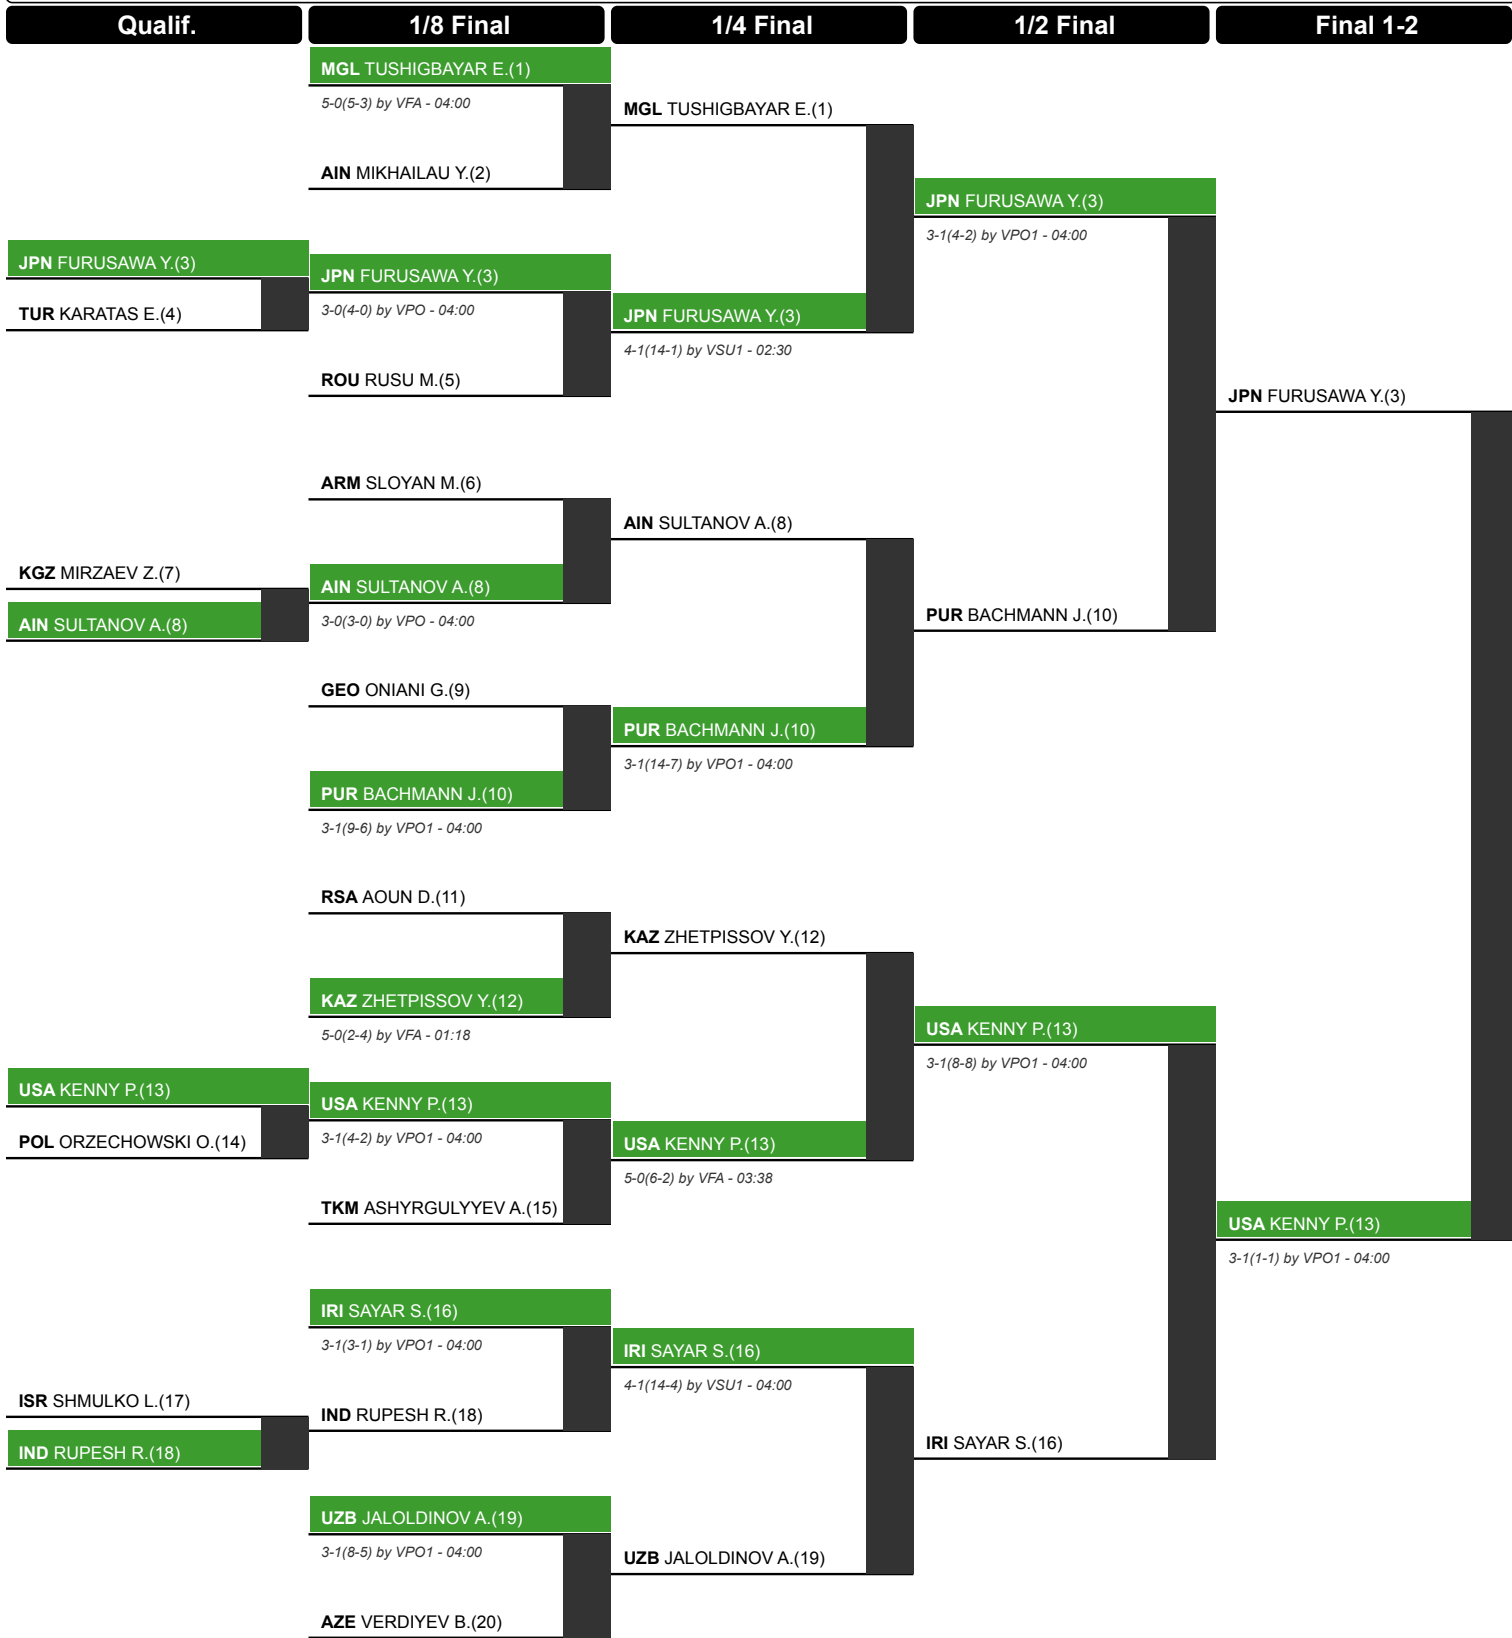 Qualif.
1/8 Final
1/4 Final
1/2 Final
Final 1-2
JPN FURUSAWA Y.(3)
TUR KARATAS E.(4)
KGZ MIRZAEV Z.(7)
AIN SULTANOV A.(8)
USA KENNY P.(13)
POL ORZECHOWSKI O.(14)
ISR SHMULKO L.(17)
IND RUPESH R.(18)
MGL TUSHIGBAYAR E.(1)
5-0(5-3) by VFA - 04:00
AIN MIKHAILAU Y.(2)
JPN FURUSAWA Y.(3)
3-0(4-0) by VPO - 04:00
ROU RUSU M.(5)
ARM SLOYAN M.(6)
AIN SULTANOV A.(8)
3-0(3-0) by VPO - 04:00
GEO ONIANI G.(9)
PUR BACHMANN J.(10)
3-1(9-6) by VPO1 - 04:00
RSA AOUN D.(11)
KAZ ZHETPISSOV Y.(12)
5-0(2-4) by VFA - 01:18
USA KENNY P.(13)
3-1(4-2) by VPO1 - 04:00
TKM ASHYRGULYYEV A.(15)
IRI SAYAR S.(16)
3-1(3-1) by VPO1 - 04:00
IND RUPESH R.(18)
UZB JALOLDINOV A.(19)
3-1(8-5) by VPO1 - 04:00
AZE VERDIYEV B.(20)
MGL TUSHIGBAYAR E.(1)
JPN FURUSAWA Y.(3)
4-1(14-1) by VSU1 - 02:30
AIN SULTANOV A.(8)
PUR BACHMANN J.(10)
3-1(14-7) by VPO1 - 04:00
KAZ ZHETPISSOV Y.(12)
USA KENNY P.(13)
5-0(6-2) by VFA - 03:38
IRI SAYAR S.(16)
4-1(14-4) by VSU1 - 04:00
UZB JALOLDINOV A.(19)
JPN FURUSAWA Y.(3)
3-1(4-2) by VPO1 - 04:00
PUR BACHMANN J.(10)
USA KENNY P.(13)
3-1(8-8) by VPO1 - 04:00
IRI SAYAR S.(16)
JPN FURUSAWA Y.(3)
USA KENNY P.(13)
3-1(1-1) by VPO1 - 04:00